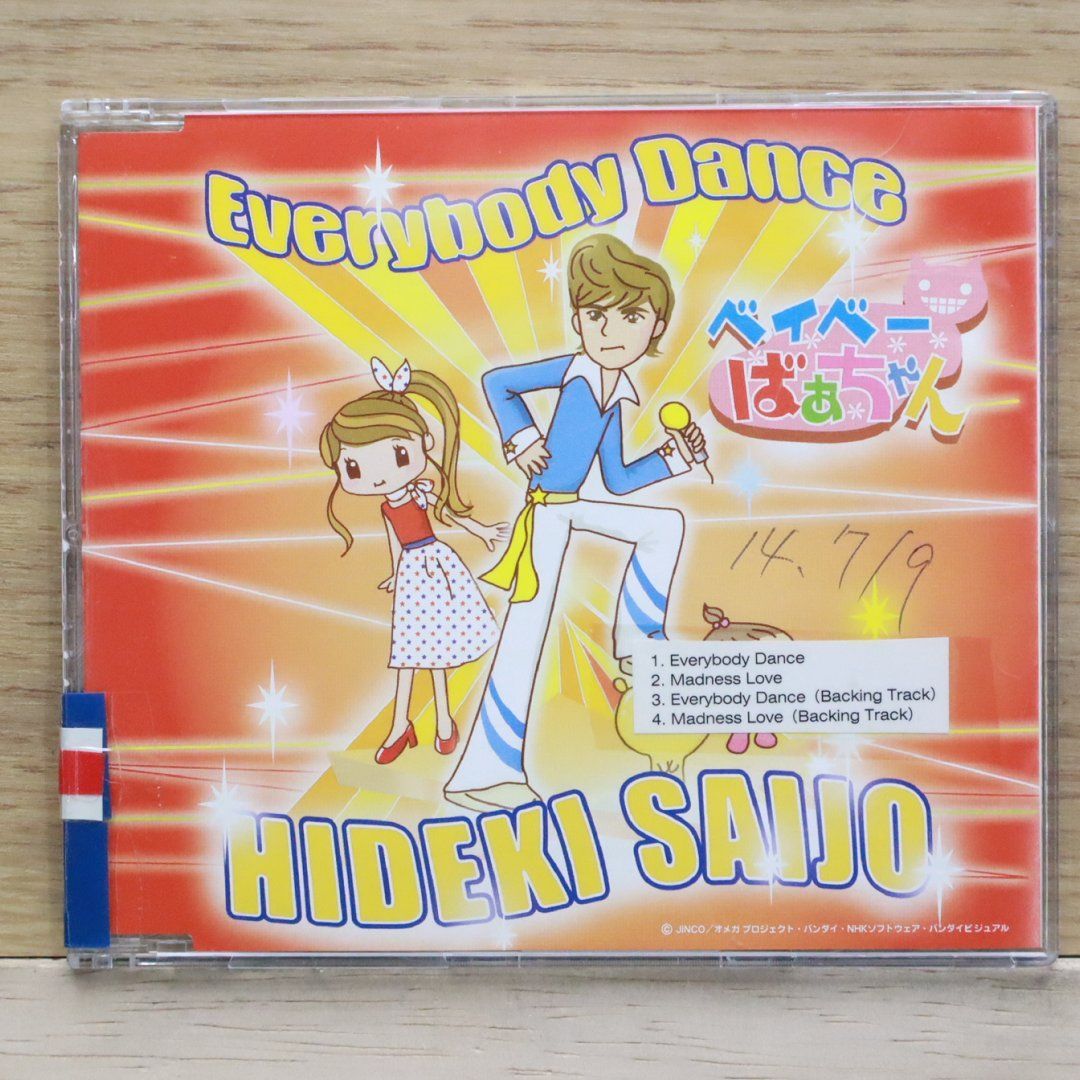 Everybody Dance
ベイベー
ばぁちゃん
14. 7/9
1. Everybody Dance
2. Madness Love
3. Everybody Dance（Backing Track）
4. Madness Love（Backing Track）
HIDEKI SAIJO
© JINCO／オメガプロジェクト・バンダイ・NHKソフトウェア・バンダイビジュアル